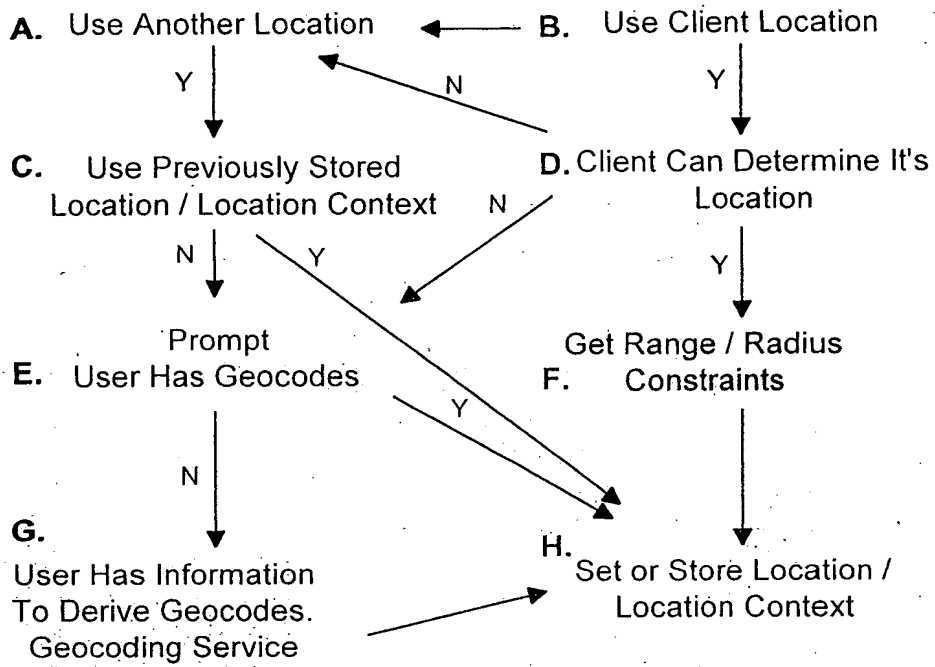 A. Use Another Location
B. Use Client Location
Y
N
Y
C. Use Previously Stored
Location / Location Context
D. Client Can Determine It's
Location
N
Y
N
Y
Prompt
E. User Has Geocodes
Get Range / Radius
F. Constraints
Y
N
G.
User Has Information
To Derive Geocodes.
Geocoding Service
H.
Set or Store Location /
Location Context